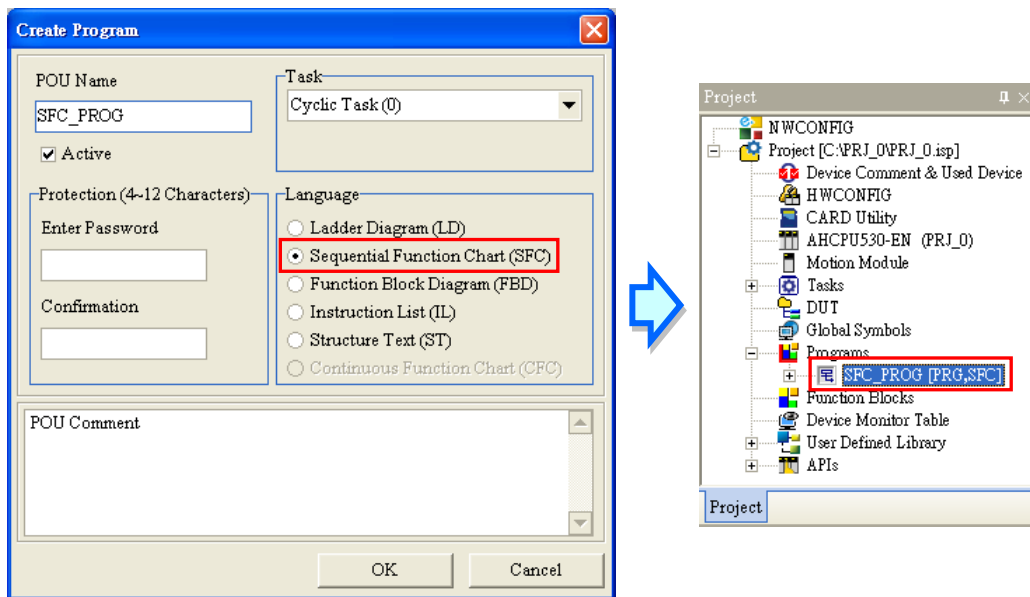 Create Program
POU Name
SFC_PROG
Active
Task
Cyclic Task (0)
Protection (4~12 Characters)
Enter Password
Confirmation
Language
Ladder Diagram (LD)
Sequential Function Chart (SFC)
Function Block Diagram (FBD)
Instruction List (IL)
Structure Text (ST)
Continuous Function Chart (CFC)
POU Comment
OK
Cancel
Project
NWCONFIG
Project [C:\PRJ_0\PRJ_0.isp]
Device Comment & Used Device
HWCONFIG
CARD Utility
AHCPU530-EN (PRJ_0)
Motion Module
Tasks
DUT
Global Symbols
Programs
SFC_PROG [PRG,SFC]
Function Blocks
Device Monitor Table
User Defined Library
APIs
Project